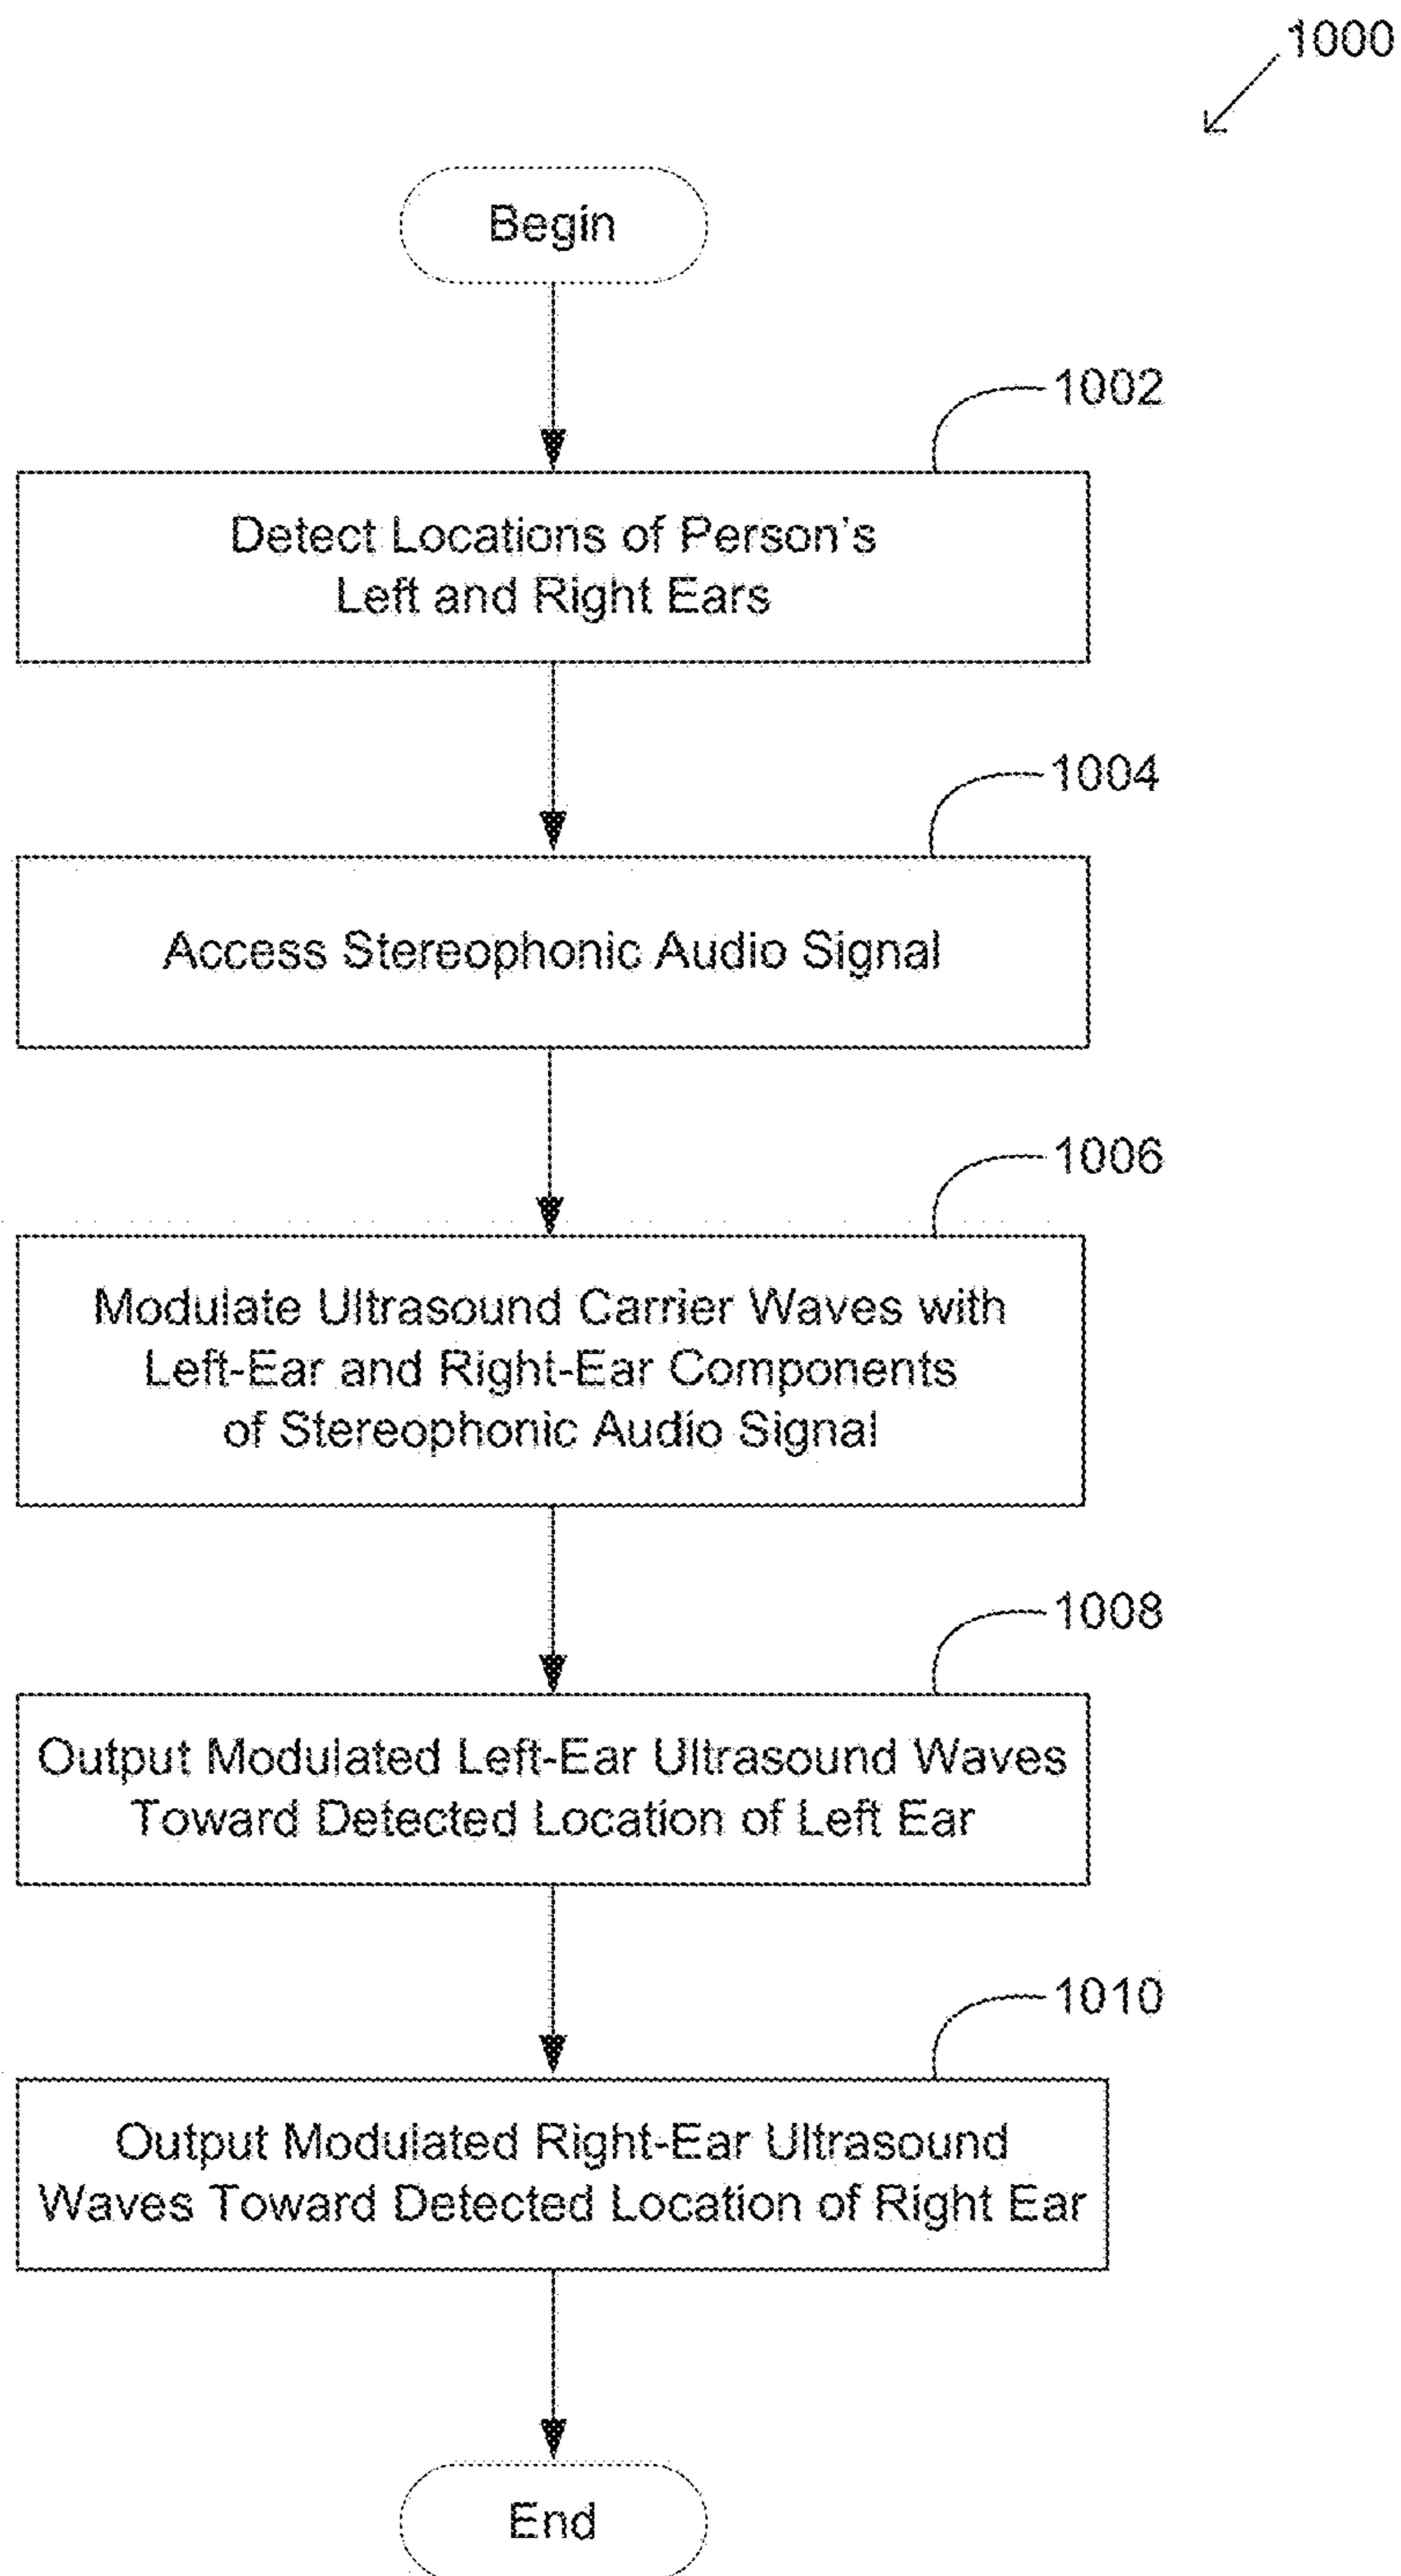 1000
Begin
1002
Detect Locations of Person's
Left and Right Ears
1004
Access Stereophonic Audio Signal
1006
Modulate Ultrasound Carrier Waves with
Left-Ear and Right-Ear Components
of Stereophonic Audio Signal
1008
Output Modulated Left-Ear Ultrasound Waves
Toward Detected Location of Left Ear
1010
Output Modulated Right-Ear Ultrasound
Waves Toward Detected Location of Right Ear
End